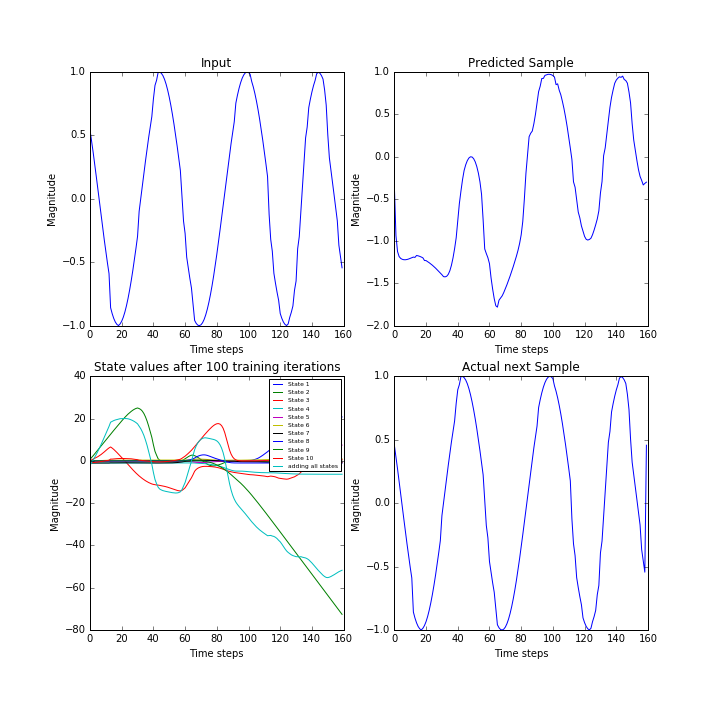 Input
Magnitude
1.0
0.5
0.0
−0.5
−1.0
0 20 40 60 80 100 120 140 160
Time steps
Predicted Sample
Magnitude
1.0
0.5
0.0
−0.5
−1.0
−1.5
−2.0
0 20 40 60 80 100 120 140 160
Time steps
State values after 100 training iterations
Magnitude
40
20
0
−20
−40
−60
−80
0 20 40 60 80 100 120 140 160
Time steps
State 1
State 2
State 3
State 4
State 5
State 6
State 7
State 8
State 9
State 10
adding all states
Actual next Sample
Magnitude
1.0
0.5
0.0
−0.5
−1.0
0 20 40 60 80 100 120 140 160
Time steps